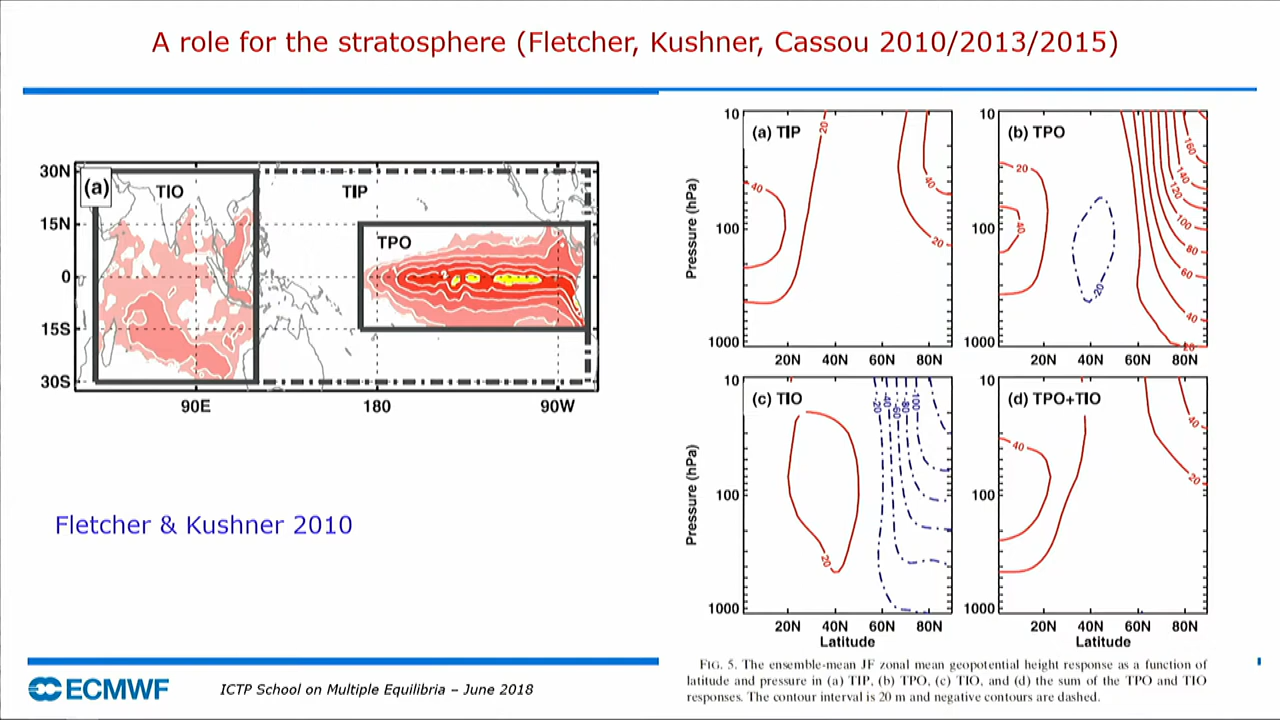 A role for the stratosphere (Fletcher, Kushner, Cassou 2010/2013/2015)
30N
15N
0
15S
30S
(a)
TIO
TIP
TPO
90E
180
90W
Fletcher & Kushner 2010
Pressure (hPa)
10
100
1000
(a) TIP
20
40
40
20
20N
40N
60N
80N
10
100
1000
(b) TPO
20
40
-20
160
140
120
100
80
60
40
20
20N
40N
60N
80N
Pressure (hPa)
10
100
1000
(c) TIO
20
-20
-40
-60
-80
-100
20N
40N
60N
80N
Latitude
10
100
1000
(d) TPO+TIO
40
40
20
20N
40N
60N
80N
Latitude
FIG. 5. The ensemble-mean JF zonal mean geopotential height response as a function of
latitude and pressure in (a) TIP, (b) TPO, (c) TIO, and (d) the sum of the TPO and TIO
responses. The contour interval is 20 m and negative contours are dashed.
ECMWF
ICTP School on Multiple Equilibria – June 2018